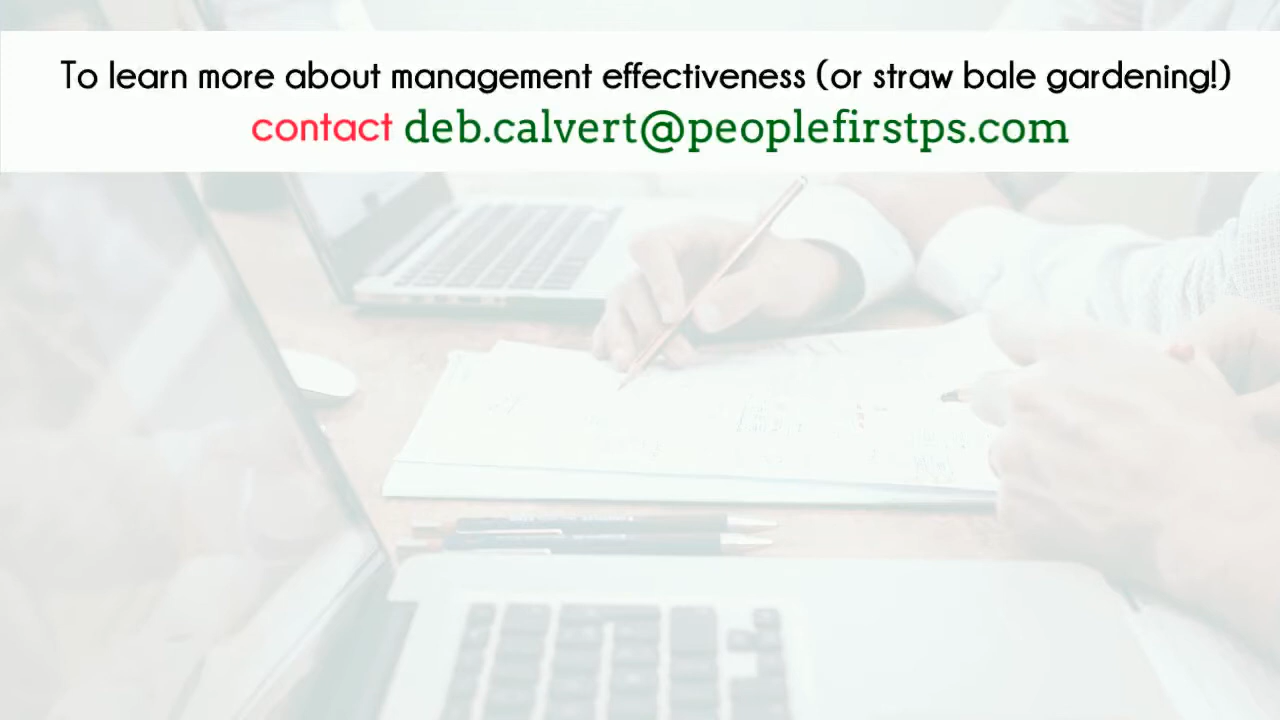 To learn more about management effectiveness (or straw bale gardening!)
contact deb.calvert@peoplefirstps.com